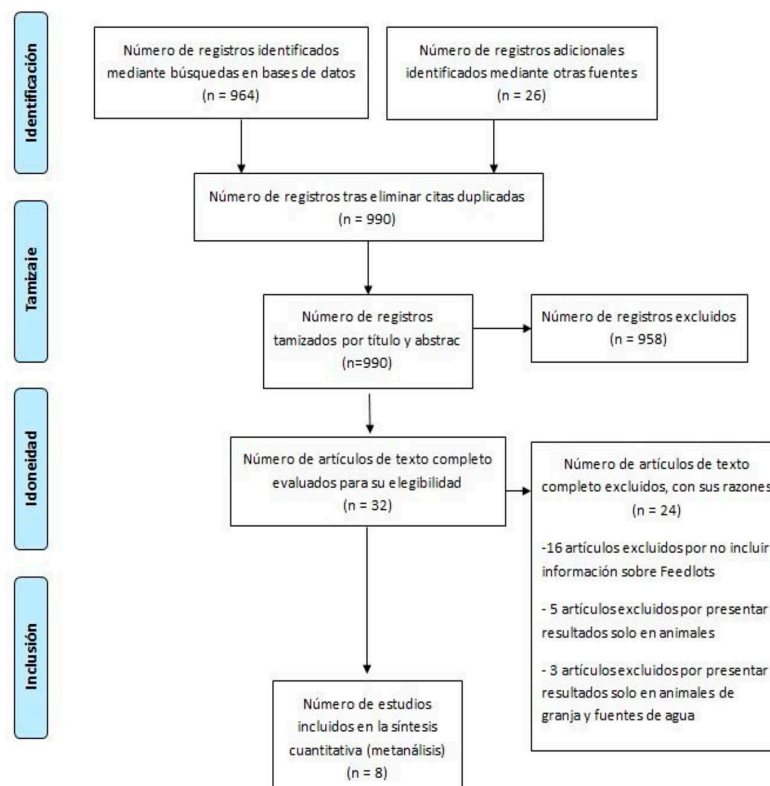 Identificación
Número de registros identificados
mediante búsquedas en bases de datos
(n = 964)
Número de registros adicionales
identificados mediante otras fuentes
(n = 26)
Número de registros tras eliminar citas duplicadas
(n = 990)
Tamizaie
Número de registros
tamizados por título y abstrac
(n=990)
Número de registros excluidos
(n = 958)
Idoneidad
Número de artículos de texto completo
evaluados para su elegibilidad
(n = 32)
Número de artículos de texto
completo excluidos, con sus razones
(n = 24)
-16 artículos excluidos por no incluir
información sobre Feedlots
- 5 artículos excluidos por presentar
resultados solo en animales
- 3 artículos excluidos por presentar
resultados solo en animales de
granja y fuentes de agua
Inclusión
Número de estudios
incluidos en la síntesis
cuantitativa (metanálisis)
(n = 8)